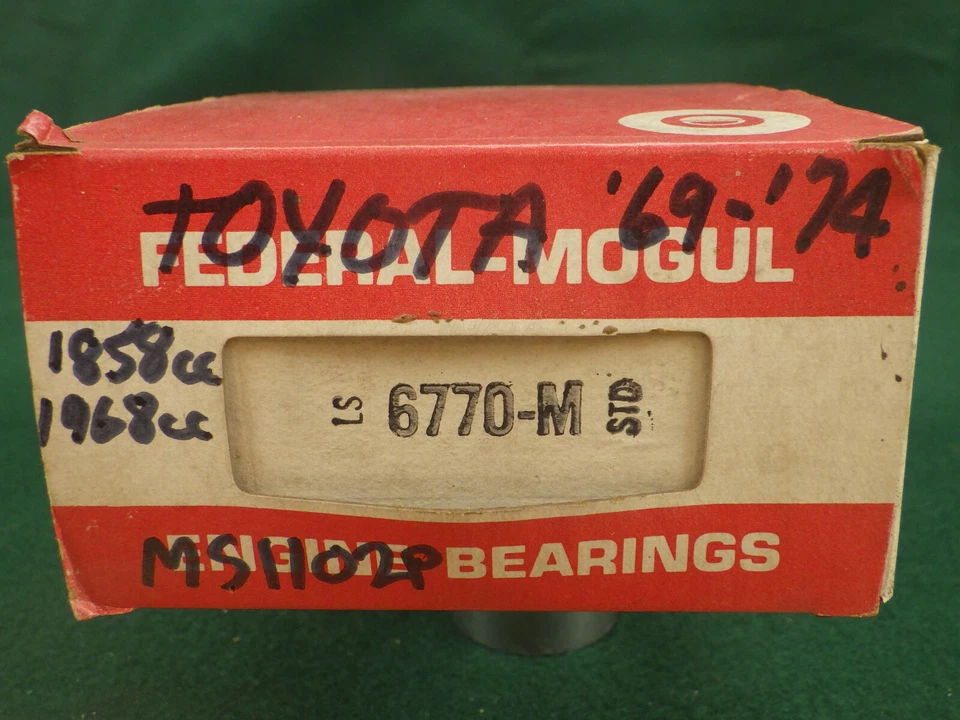 TOYOTA '69-'74
FEDERAL-MOGUL
1858cc
1968cc
LS 6770-M STD
MS1102P
ENGINE BEARINGS